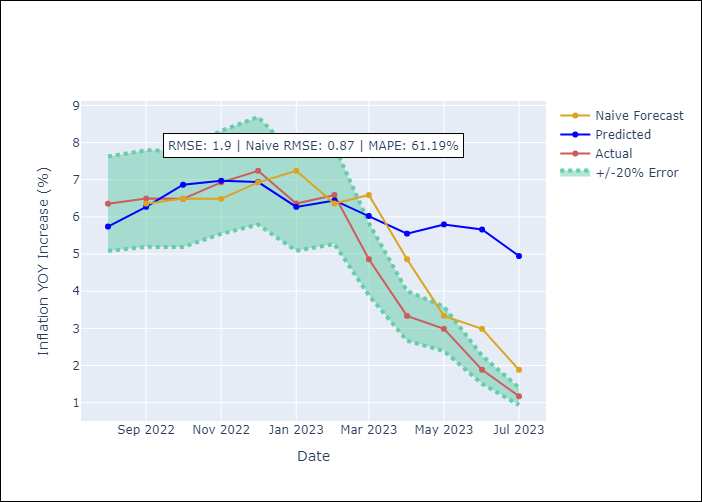 RMSE: 1.9 | Naive RMSE: 0.87 | MAPE: 61.19%
Naive Forecast
Predicted
Actual
+/-20% Error
Inflation YOY Increase (%)
9
8
7
6
5
4
3
2
1
Sep 2022 Nov 2022 Jan 2023 Mar 2023 May 2023 Jul 2023
Date